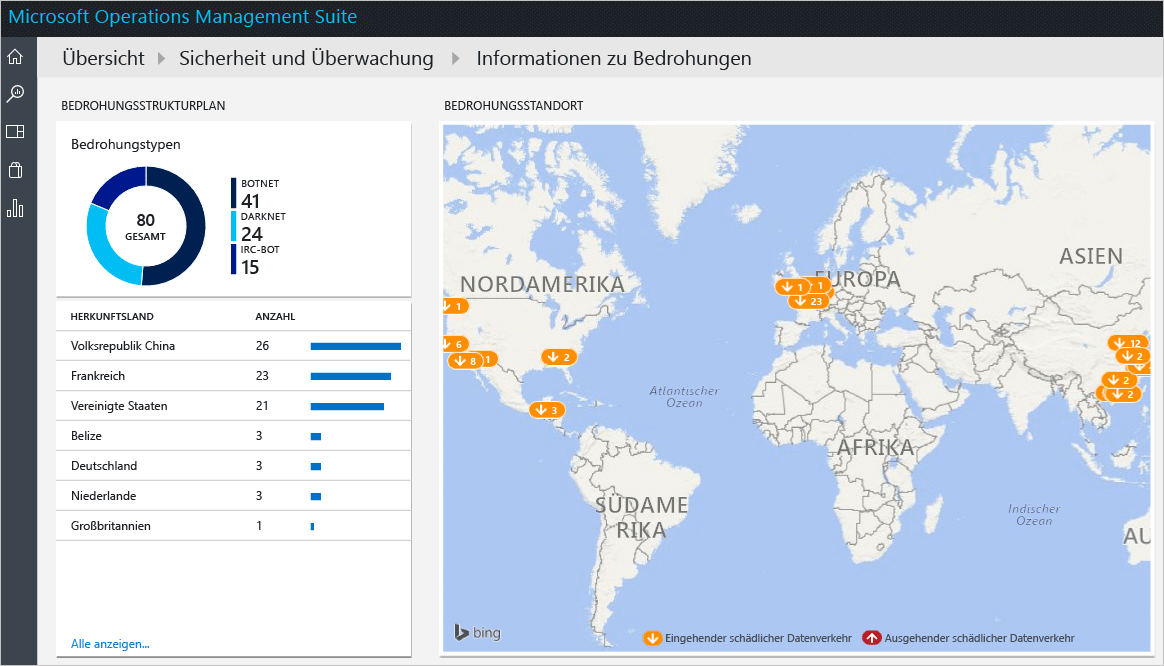 Microsoft Operations Management Suite
Übersicht
Sicherheit und Überwachung
Informationen zu Bedrohungen
BEDROHUNGSSTRUKTURPLAN
Bedrohungstypen
80
GESAMT
BOTNET
41
DARKNET
24
IRC-BOT
15
HERKUNFTSLAND ANZAHL
Volksrepublik China 26
Frankreich 23
Vereinigte Staaten 21
Belize 3
Deutschland 3
Niederlande 3
Großbritannien 1
Alle anzeigen...
BEDROHUNGSSTANDORT
NORDAMERIKA
EUROPA
ASIEN
1
1
1
23
6
8
1
2
12
2
2
2
3
Atlantischer
Ozean
AFRIKA
SÜDAME
RIKA
Indischer
Ozean
AU
bing
Eingehender schädlicher Datenverkehr
Ausgehender schädlicher Datenverkehr